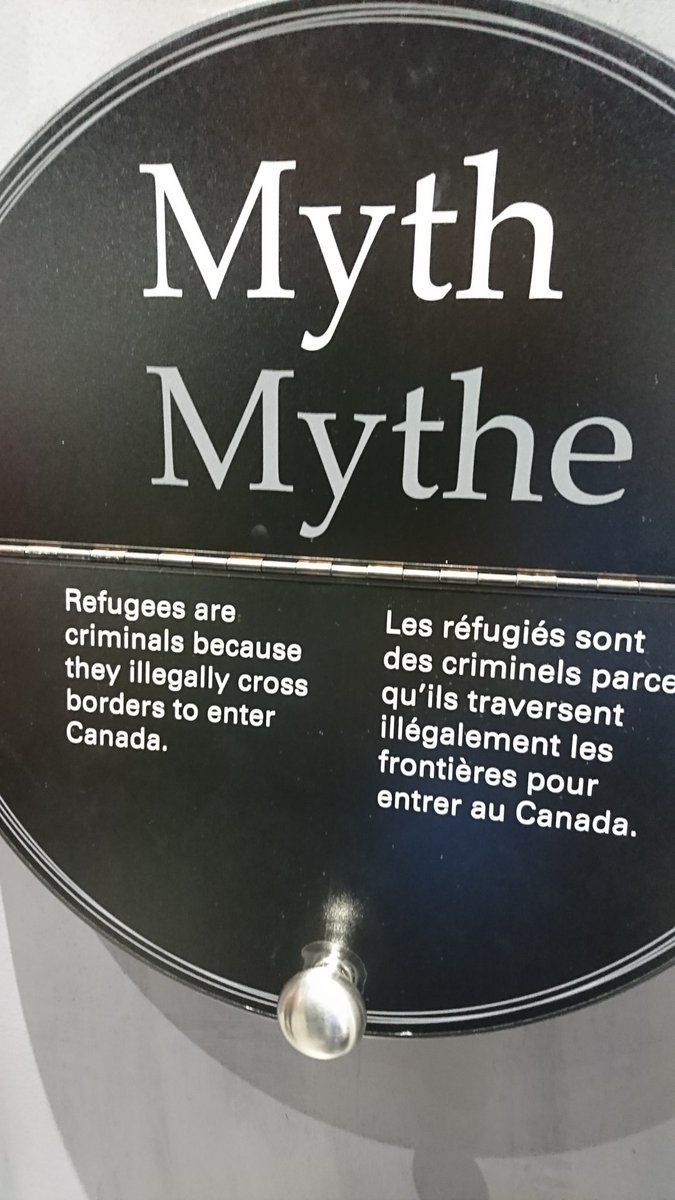 Myth
Mythe
Refugees are
criminals because
they illegally cross
borders to enter
Canada.
Les réfugiés sont
des criminels parce
qu'ils traversent
illégalement les
frontières pour
entrer au Canada.